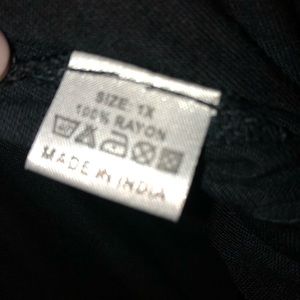 SIZE: 1X
100% RAYON
MADE IN INDIA